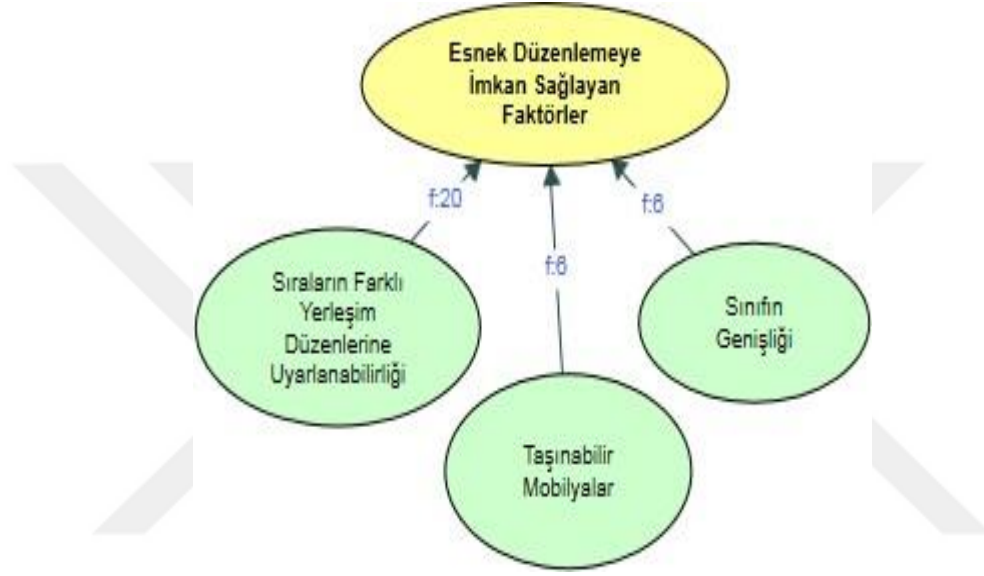 Esnek Düzenlemeye
İmkan Sağlayan
Faktörler
f:20
f:6
f:6
Sıraların Farklı
Yerleşim
Düzenlerine
Uyarlanabilirliği
Taşınabilir
Mobilyalar
Sınıfın
Genişliği